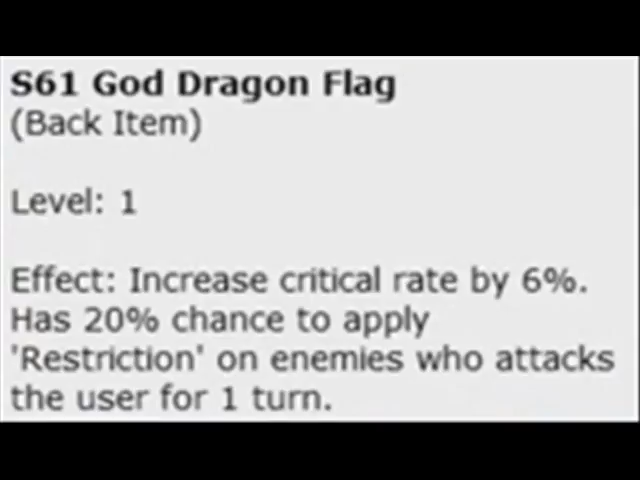 S61 God Dragon Flag
(Back Item)
Level: 1
Effect: Increase critical rate by 6%.
Has 20% chance to apply
'Restriction' on enemies who attacks
the user for 1 turn.